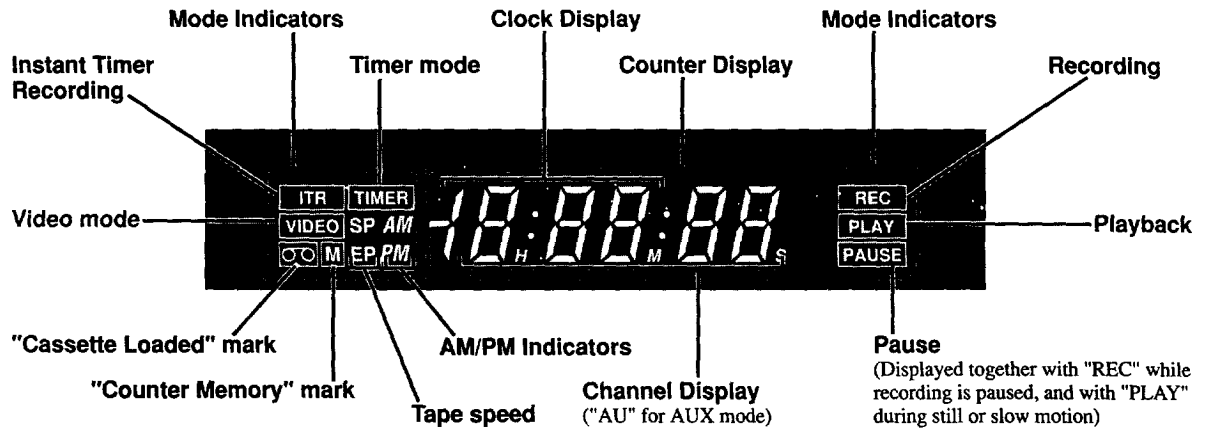 Mode Indicators
Clock Display
Mode Indicators
Instant Timer
Recording
Timer mode
Counter Display
Recording
ITR
TIMER
VIDEO
SP
AM
M
EP
PM
-18:88:88
H
M
S
REC
PLAY
PAUSE
Video mode
Playback
"Cassette Loaded" mark
"Counter Memory" mark
Tape speed
AM/PM Indicators
Channel Display
("AU" for AUX mode)
Pause
(Displayed together with "REC" while
recording is paused, and with "PLAY"
during still or slow motion)